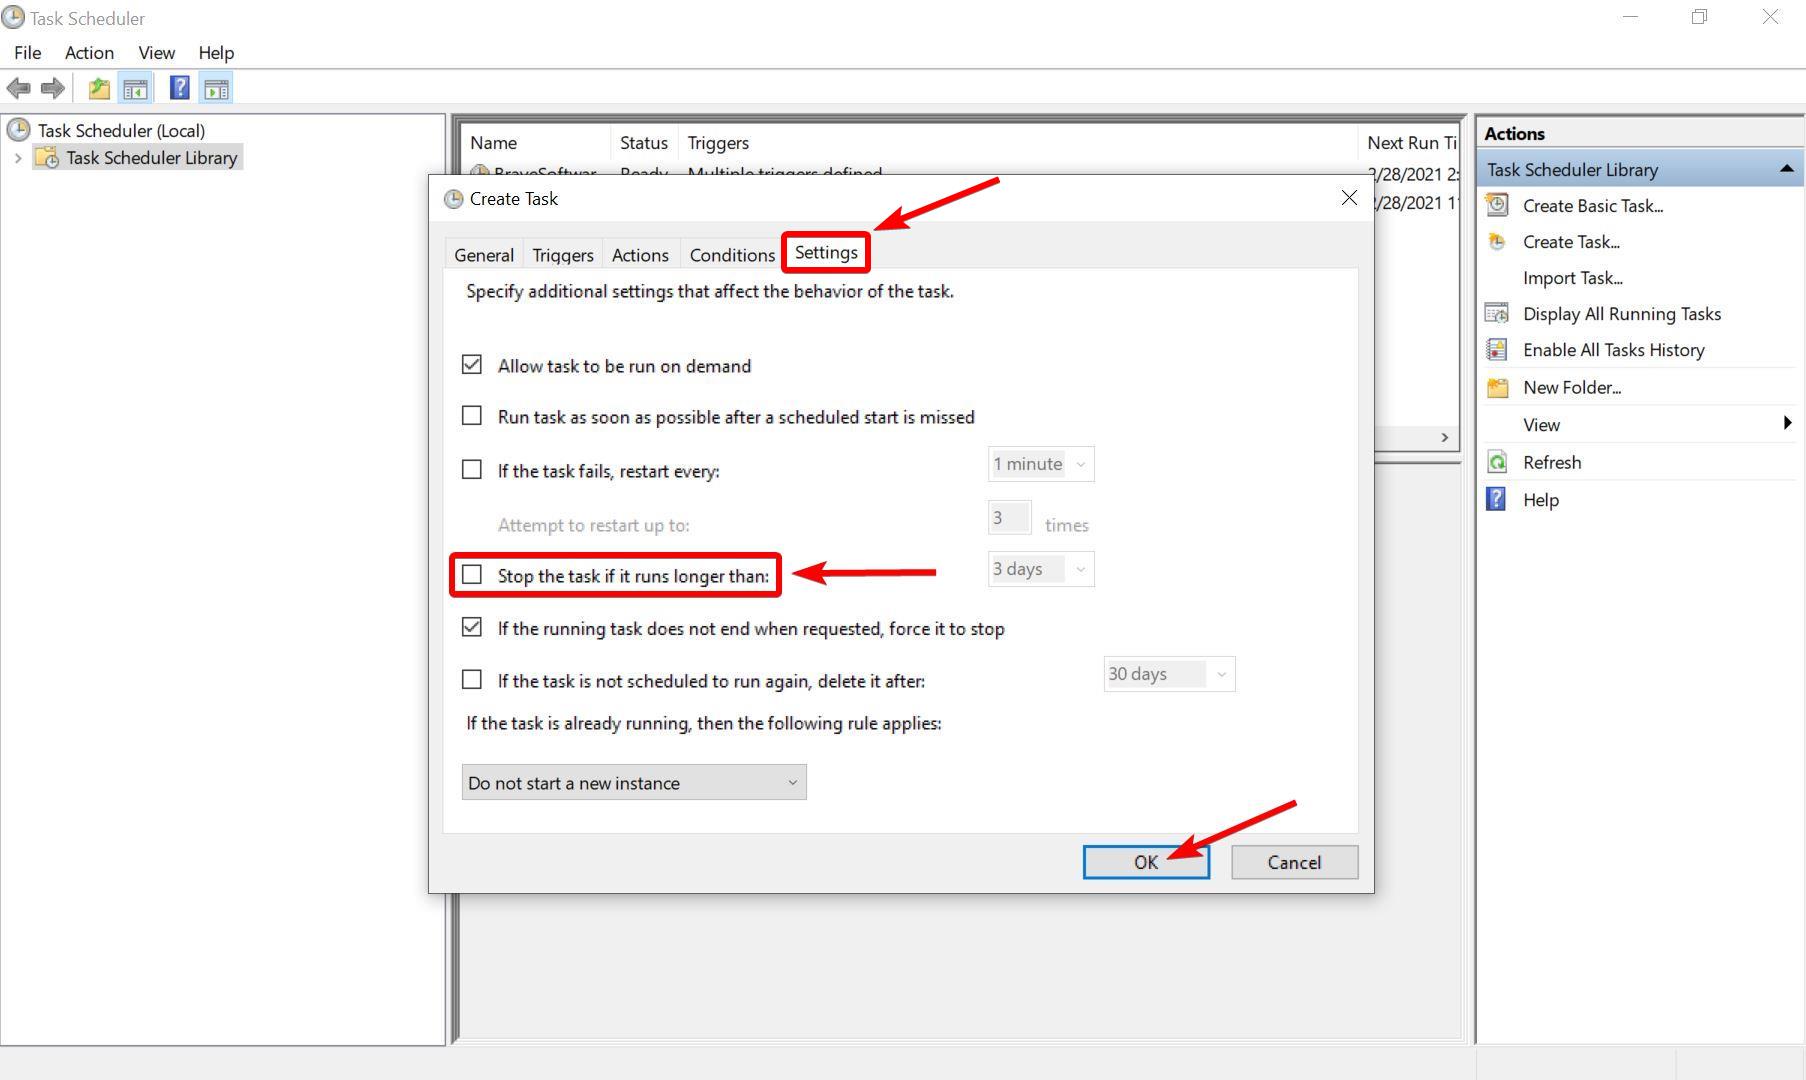 Task Scheduler
File Action View Help
Task Scheduler (Local)
Task Scheduler Library
Name Status Triggers Next Run Ti
BraveSoftwar Ready Multiple triggers defined 2/28/2021 2:
/28/2021 1
Create Task
General Triggers Actions Conditions Settings
Specify additional settings that affect the behavior of the task.
Allow task to be run on demand
Run task as soon as possible after a scheduled start is missed
If the task fails, restart every: 1 minute
Attempt to restart up to: 3 times
Stop the task if it runs longer than: 3 days
If the running task does not end when requested, force it to stop
If the task is not scheduled to run again, delete it after: 30 days
If the task is already running, then the following rule applies:
Do not start a new instance
OK Cancel
Actions
Task Scheduler Library
Create Basic Task...
Create Task...
Import Task...
Display All Running Tasks
Enable All Tasks History
New Folder...
View
Refresh
Help